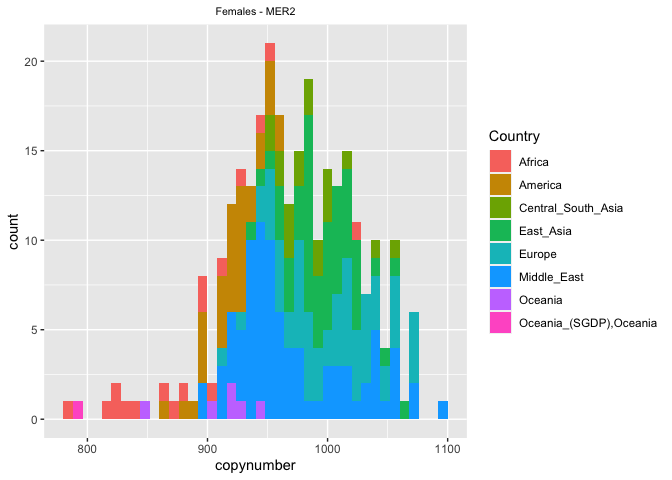 Females - MER2
20
15
10
5
0
count
800
900
1000
1100
copynumber
Country
Africa
America
Central_South_Asia
East_Asia
Europe
Middle_East
Oceania
Oceania_(SGDP),Oceania